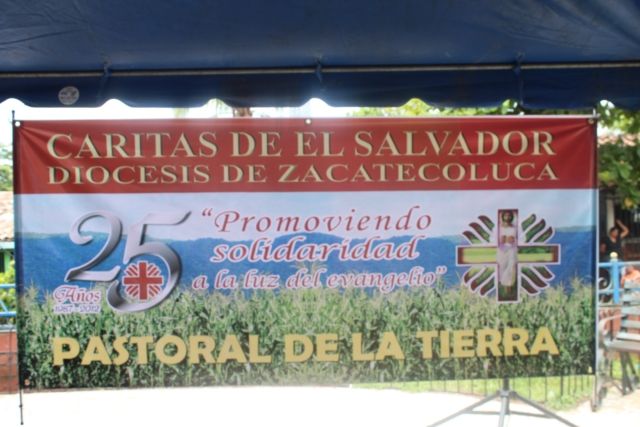 CARITAS DE EL SALVADOR
DIOCESIS DE ZACATECOLUCA
25
Años
1987-2012
"Promoviendo
solidaridad
a la luz del evangelio"
PASTORAL DE LA TIERRA